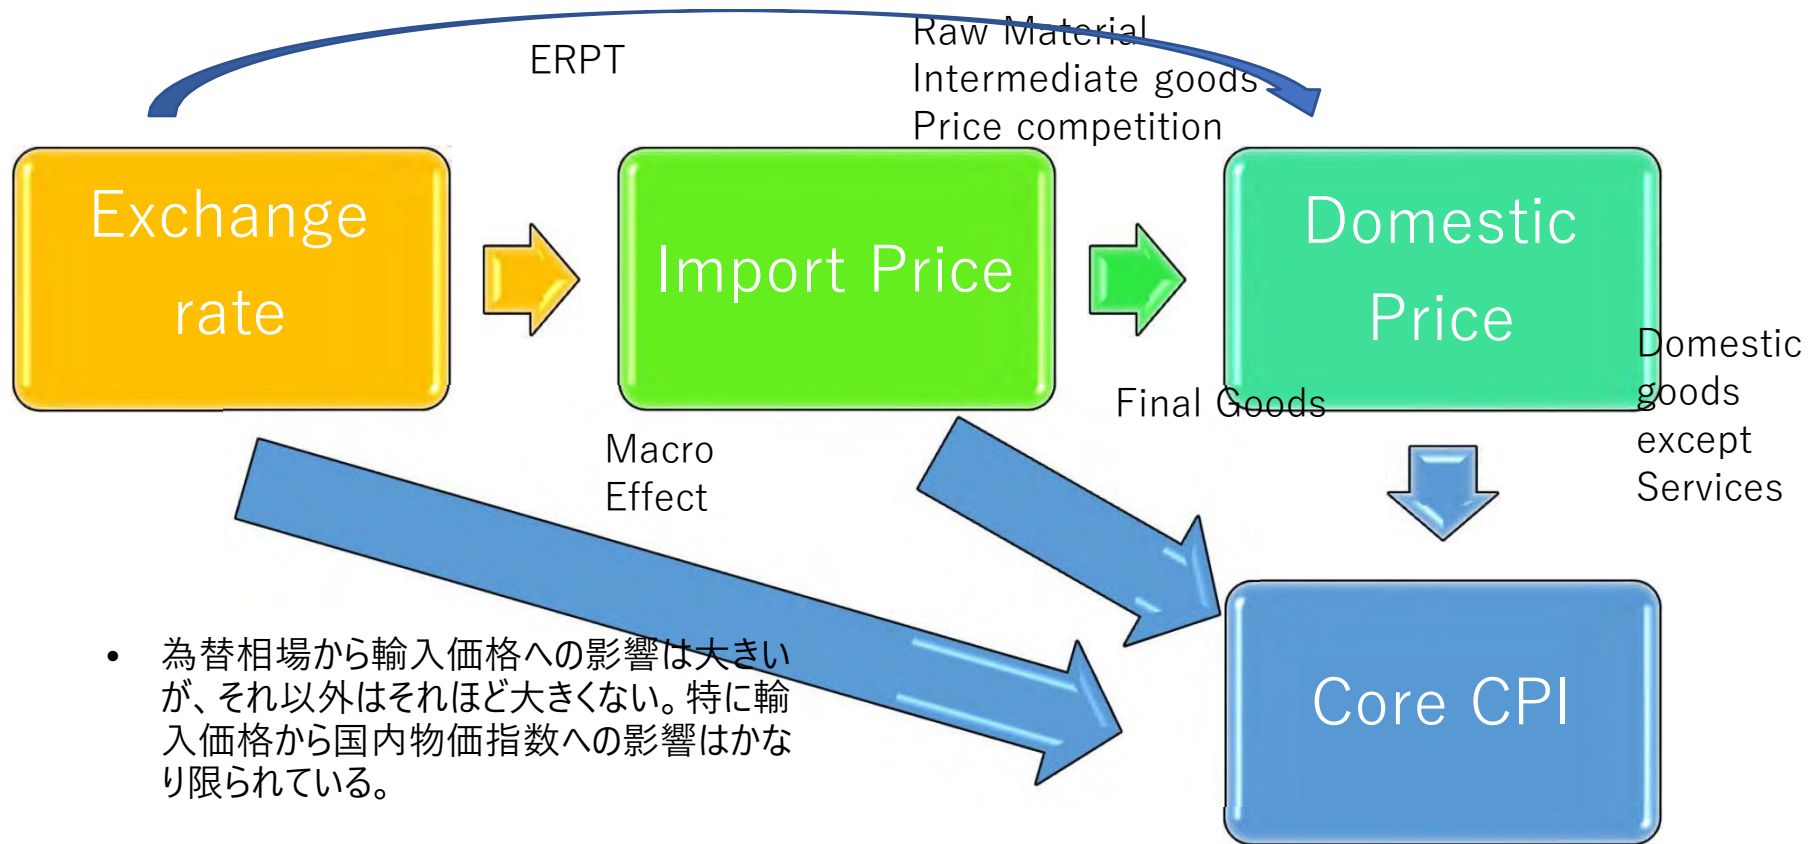 ERPT
Raw Material
Intermediate goods
Price competition
Exchange
rate
Import Price
Domestic
Price
Final Goods
Domestic
goods
except
Services
Macro
Effect
• 為替相場から輸入価格への影響は大きい
が、それ以外はそれほど大きくない。特に輸
入価格から国内物価指数への影響はかな
り限られている。
Core CPI